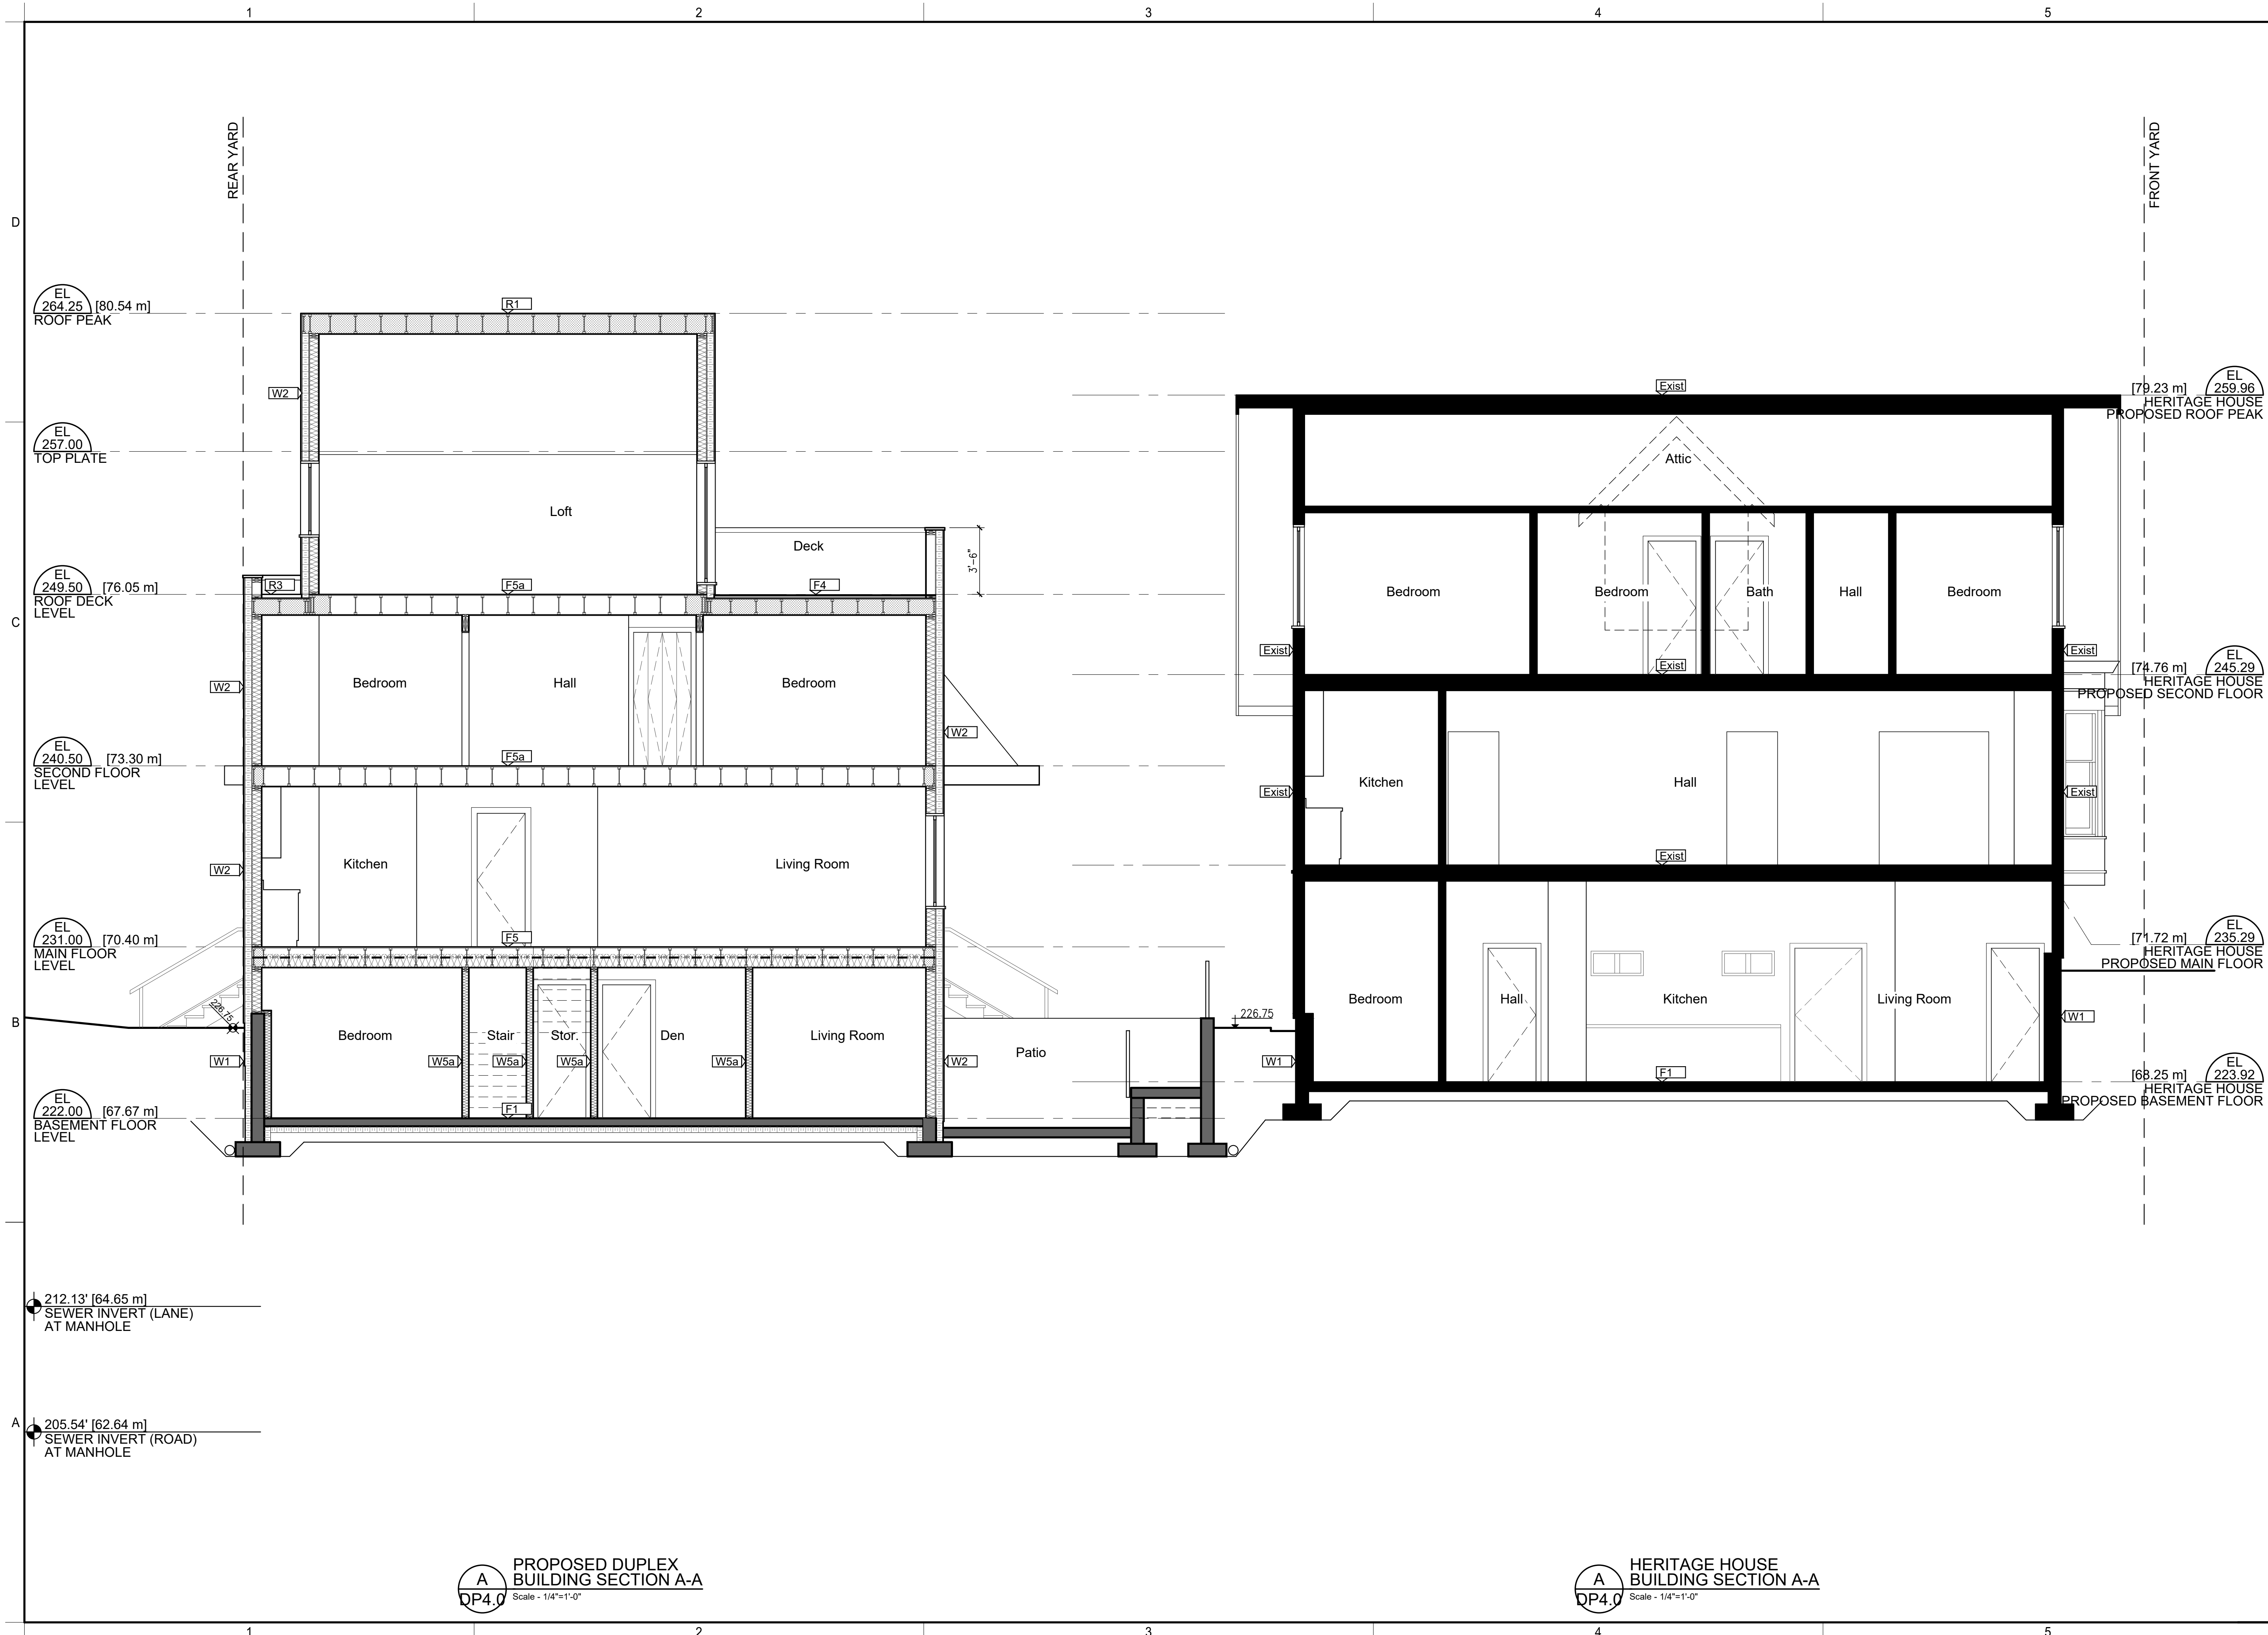 1 2 3 4 5
REAR YARD
FRONT YARD
D
EL
264.25 [80.54 m]
ROOF PEAK
R1
W2
EL
257.00
TOP PLATE
Loft
Deck
3'-6"
EL
249.50 [76.05 m]
ROOF DECK
LEVEL
R3
F5a
F4
C
Bedroom Hall Bedroom
W2
W2
EL
240.50 [73.30 m]
SECOND FLOOR
LEVEL
F5a
Kitchen Living Room
W2
EL
231.00 [70.40 m]
MAIN FLOOR
LEVEL
F5
B
226.75
Bedroom Stair Stor. Den Living Room
Patio
W1 W5a W5a W5a W5a W2
EL
222.00 [67.67 m]
BASEMENT FLOOR
LEVEL
F1
Exist
[79.23 m] EL
259.96
HERITAGE HOUSE
PROPOSED ROOF PEAK
Attic
Bedroom Bedroom Bath Hall Bedroom
Exist Exist Exist
[74.76 m] EL
245.29
HERITAGE HOUSE
PROPOSED SECOND FLOOR
Kitchen Hall
Exist Exist
Exist
[71.72 m] EL
235.29
HERITAGE HOUSE
PROPOSED MAIN FLOOR
Bedroom Hall Kitchen Living Room
226.75
W1
W1
F1
[68.25 m] EL
223.92
HERITAGE HOUSE
PROPOSED BASEMENT FLOOR
212.13' [64.65 m]
SEWER INVERT (LANE)
AT MANHOLE
A
205.54' [62.64 m]
SEWER INVERT (ROAD)
AT MANHOLE
A
DP4.0
PROPOSED DUPLEX
BUILDING SECTION A-A
Scale - 1/4"=1'-0"
A
DP4.0
HERITAGE HOUSE
BUILDING SECTION A-A
Scale - 1/4"=1'-0"
1 2 3 4 5